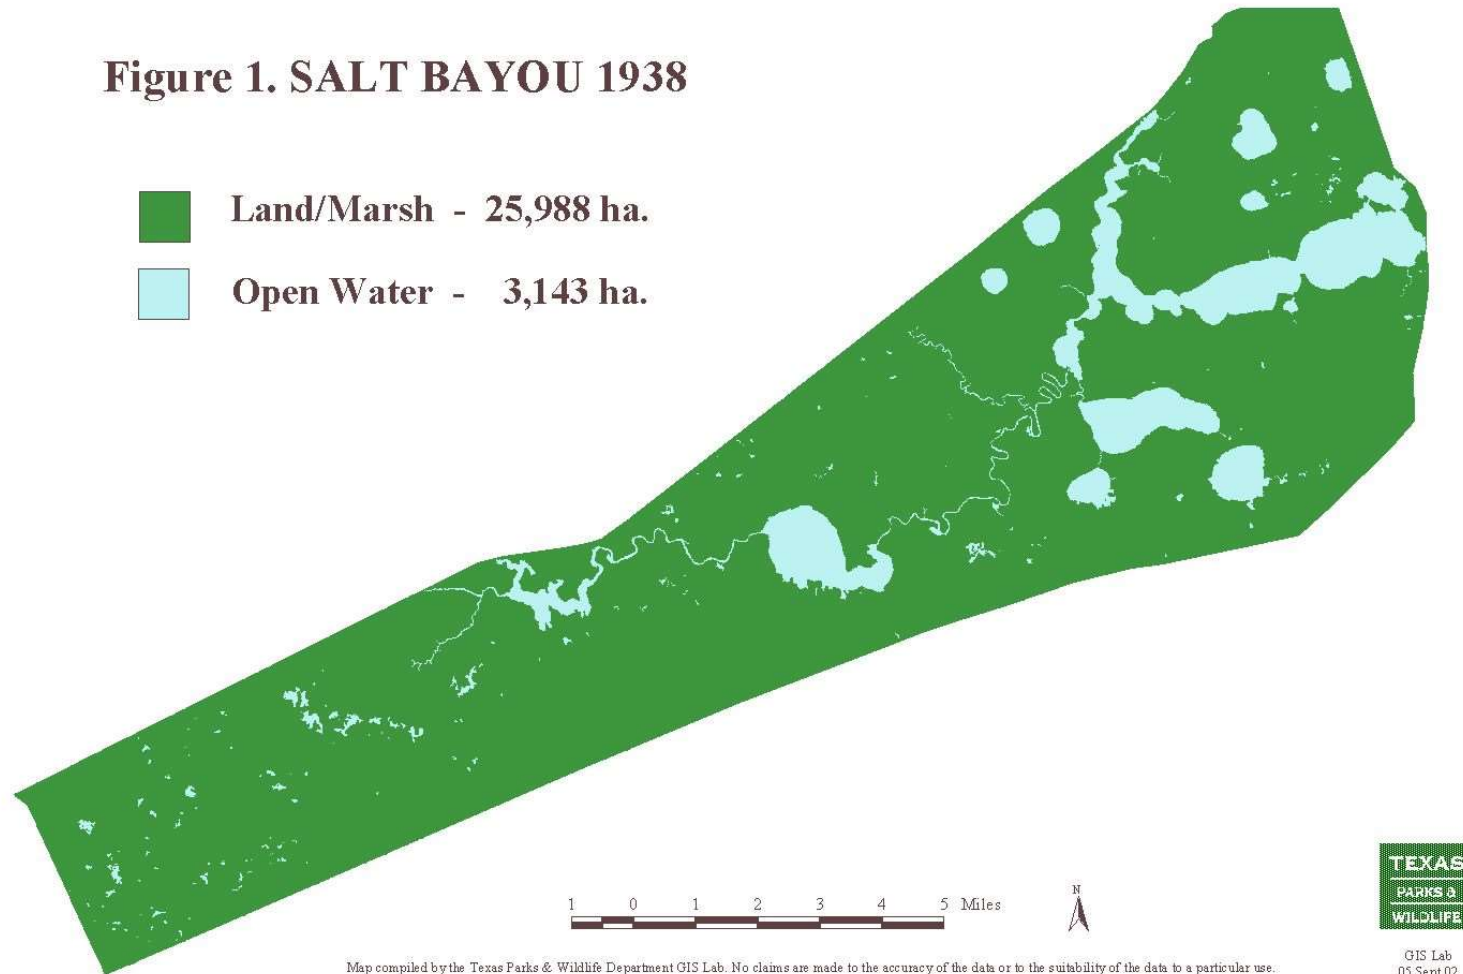 Figure 1. SALT BAYOU 1938
Land/Marsh - 25,988 ha.
Open Water - 3,143 ha.
1 0 1 2 3 4 5 Miles
N
TEXAS
PARKS &
WILDLIFE
GIS Lab
05 Sept 02
Map compiled by the Texas Parks & Wildlife Department GIS Lab. No claims are made to the accuracy of the data or to the suitability of the data to a particular use.